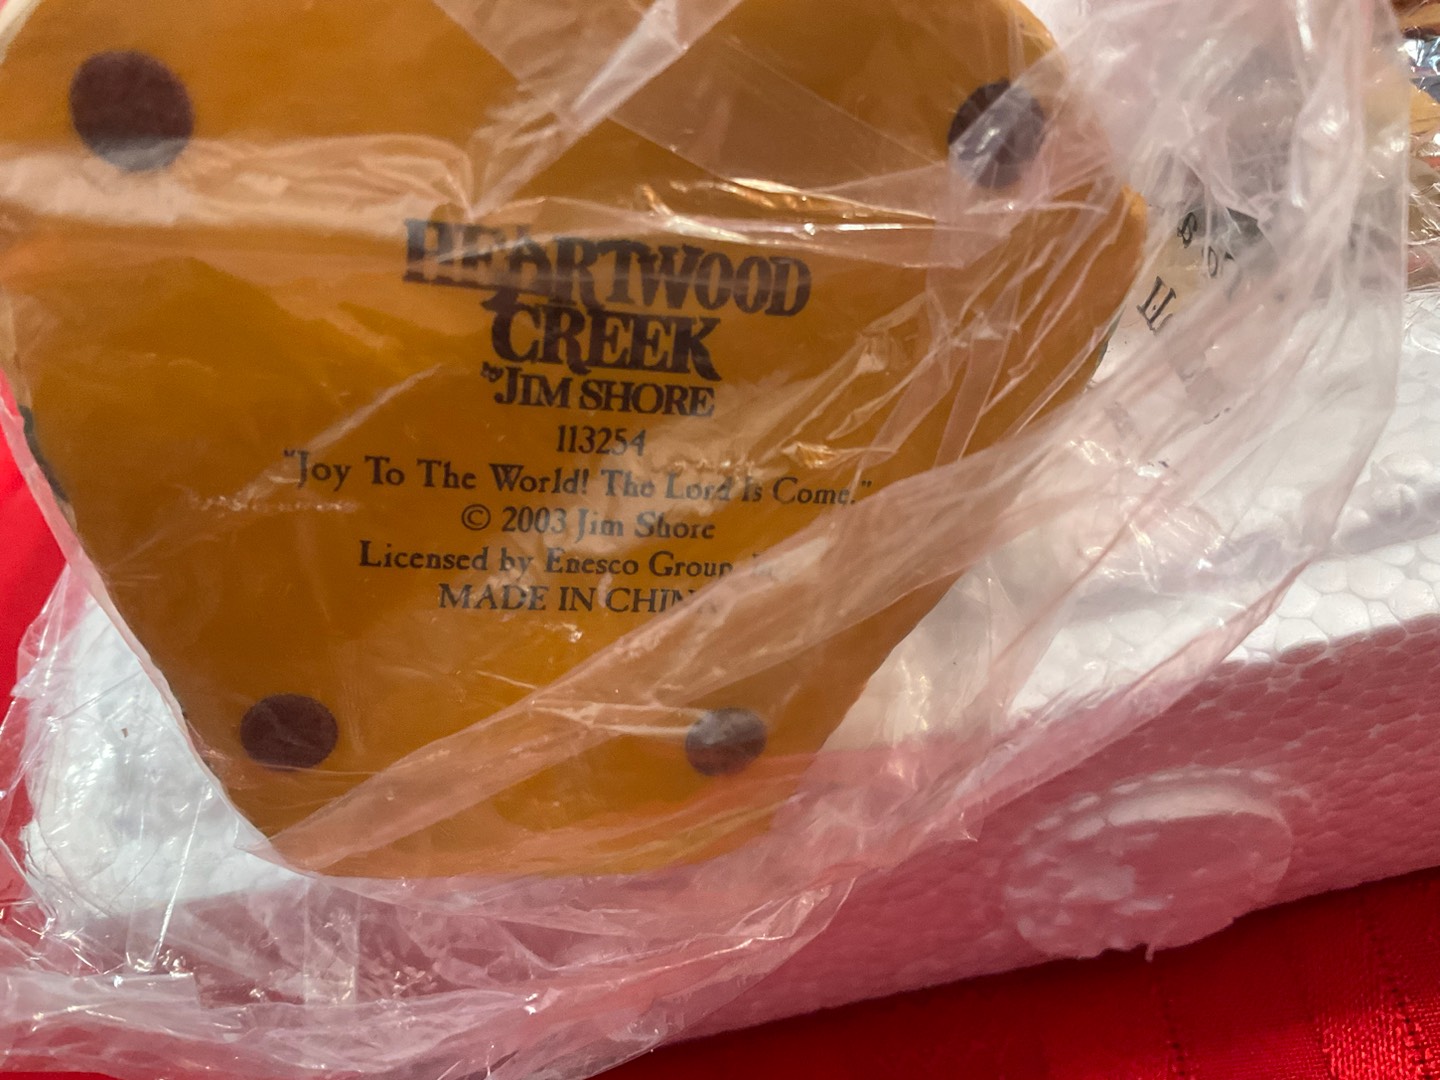 HEARTWOOD
CREEK
by JIM SHORE
113254
"Joy To The World! The Lord Is Come."
© 2003 Jim Shore
Licensed by Enesco Group
MADE IN CHINA